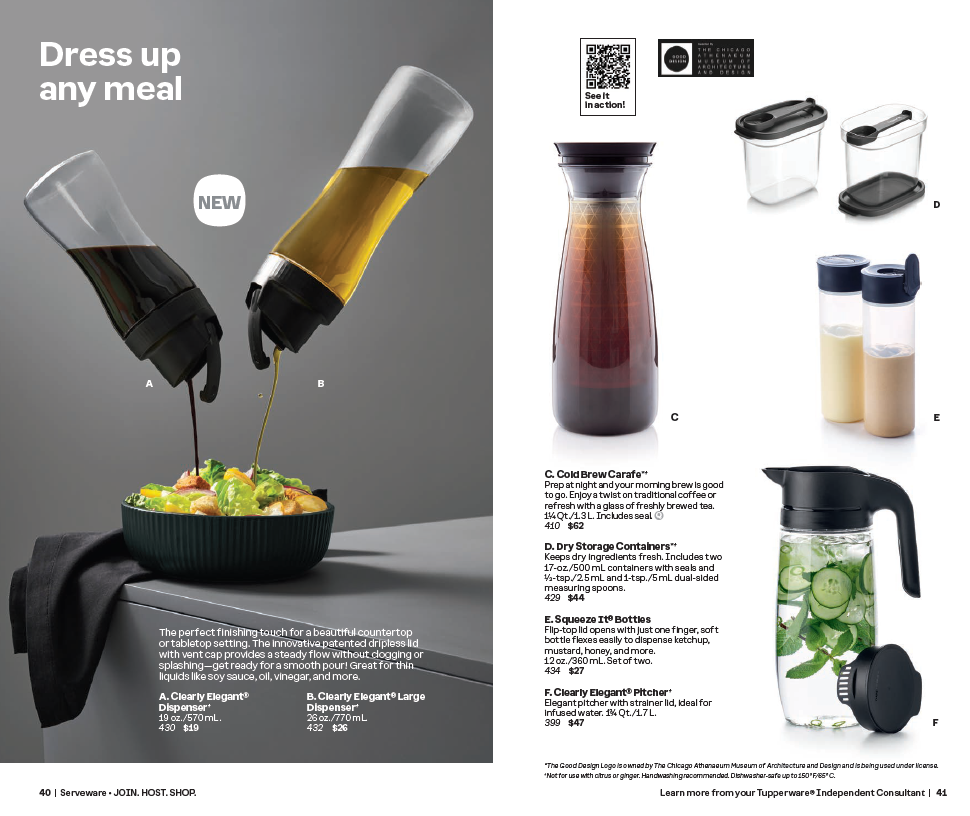 Dress up
any meal
NEW
A
B
The perfect finishing touch for a beautiful countertop
or tabletop setting. The innovative patented dripless lid
with vent cap provides a steady flow without clogging or
splashing—get ready for a smooth pour! Great for thin
liquids like soy sauce, oil, vinegar, and more.
A. Clearly Elegant®
Dispenser†
19 oz./570 mL.
430 $19
B. Clearly Elegant® Large
Dispenser†
26 oz./770 mL.
432 $26
40 | Serveware • JOIN. HOST. SHOP.
See it
in action!
GOOD
DESIGN
THE CHICAGO
ATHENAEUM
MUSEUM OF
ARCHITECTURE
AND DESIGN
D
C
E
C. Cold Brew Carafe*†
Prep at night and your morning brew is good
to go. Enjoy a twist on traditional coffee or
refresh with a glass of freshly brewed tea.
1¼ Qt./1.3 L. Includes seal.
410 $62
D. Dry Storage Containers*†
Keeps dry ingredients fresh. Includes two
17-oz./500 mL containers with seals and
½-tsp./2.5 mL and 1-tsp./5 mL dual-sided
measuring spoons.
429 $44
E. Squeeze It® Bottles
Flip-top lid opens with just one finger, soft
bottle flexes easily to dispense ketchup,
mustard, honey, and more.
12 oz./360 mL. Set of two.
434 $27
F. Clearly Elegant® Pitcher†
Elegant pitcher with strainer lid, ideal for
infused water. 1¾ Qt./1.7 L.
399 $47
F
*The Good Design Logo is owned by The Chicago Athenaeum Museum of Architecture and Design and is being used under license.
†Not for use with citrus or ginger. Handwashing recommended. Dishwasher-safe up to 150°F/65°C.
Learn more from your Tupperware® Independent Consultant | 41